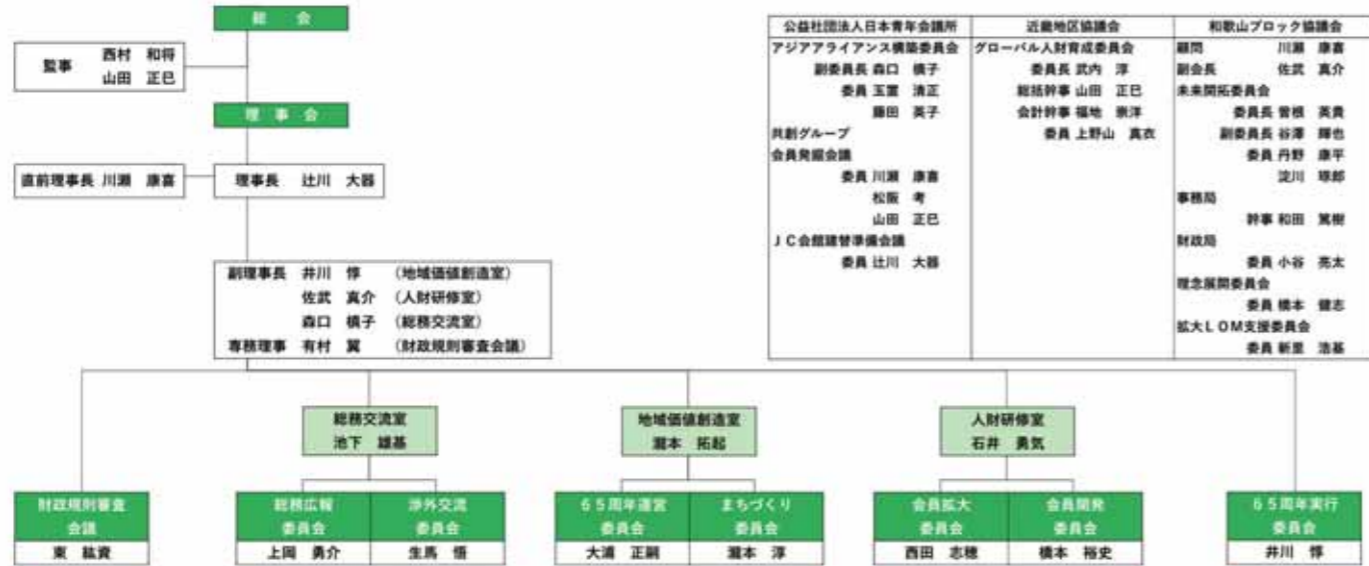 総 会
監事 西村 和将
山田 正巳
理 事 会
直前理事長 川瀬 康喜
理事長 辻川 大器
副理事長 井川 惇 (地域価値創造室)
佐武 真介 (人財研修室)
森口 槙子 (総務交流室)
専務理事 有村 翼 (財政規則審査会議)
公益社団法人日本青年会議所
アジアアライアンス構築委員会
副委員長 森口 槙子
委員 玉置 清正
藤田 英子
共創グループ
会員発掘会議
委員 川瀬 康喜
松阪 考
山田 正巳
JC会館建替準備会議
委員 辻川 大器
近畿地区協議会
グローバル人財育成委員会
委員長 武内 淳
総括幹事 山田 正巳
会計幹事 福地 崇洋
委員 上野山 真衣
和歌山ブロック協議会
顧問 川瀬 康喜
副会長 佐武 真介
未来開拓委員会
委員長 曽根 英貴
副委員長 谷澤 輝也
委員 丹野 康平
淀川 琢郎
事務局
幹事 和田 篤樹
財政局
委員 小谷 亮太
理念展開委員会
委員 橋本 健志
拡大LOM支援委員会
委員 新里 浩基
総務交流室
池下 雄基
地域価値創造室
瀧本 拓起
人財研修室
石井 勇気
財政規則審査
会議
東 紘資
総務広報
委員会
上岡 勇介
渉外交流
委員会
生馬 悟
65周年運営
委員会
大浦 正嗣
まちづくり
委員会
瀧本 淳
会員拡大
委員会
西田 志穂
会員開発
委員会
橋本 裕史
65周年実行
委員会
井川 惇